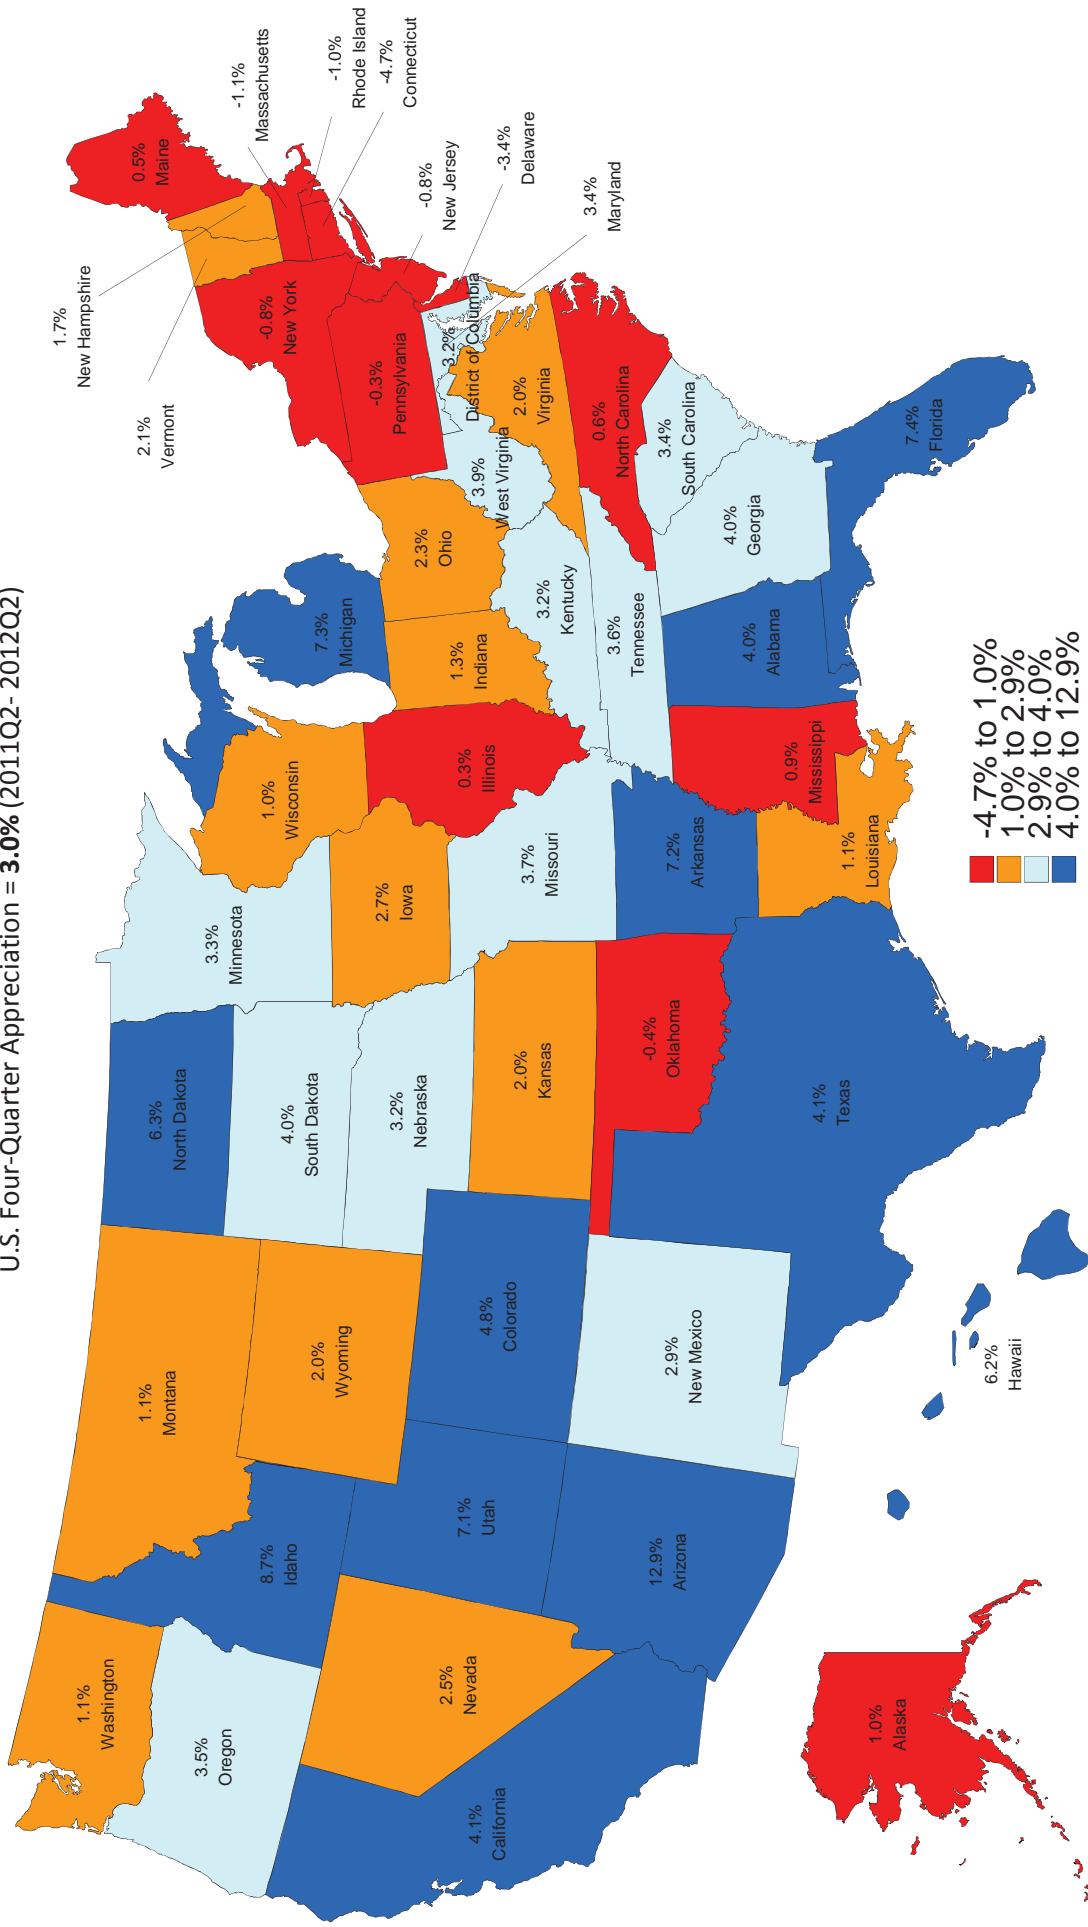 U.S. Four-Quarter Appreciation = 3.0% (2011Q2- 2012Q2)
1.1%
Washington
3.5%
Oregon
4.1%
California
2.5%
Nevada
8.7%
Idaho
1.1%
Montana
2.0%
Wyoming
7.1%
Utah
12.9%
Arizona
4.8%
Colorado
2.9%
New Mexico
6.3%
North Dakota
4.0%
South Dakota
3.2%
Nebraska
2.0%
Kansas
-0.4%
Oklahoma
4.1%
Texas
3.3%
Minnesota
2.7%
Iowa
3.7%
Missouri
7.2%
Arkansas
1.1%
Louisiana
1.0%
Wisconsin
0.3%
Illinois
0.9%
Mississippi
7.3%
Michigan
1.3%
Indiana
3.2%
Kentucky
3.6%
Tennessee
4.0%
Alabama
2.3%
Ohio
3.9%
West Virginia
2.0%
Virginia
0.6%
North Carolina
3.4%
South Carolina
4.0%
Georgia
7.4%
Florida
3.2%
District of Columbia
-0.3%
Pennsylvania
-0.8%
New York
2.1%
Vermont
1.7%
New Hampshire
0.5%
Maine
-1.1%
Massachusetts
-1.0%
Rhode Island
-4.7%
Connecticut
-0.8%
New Jersey
-3.4%
Delaware
3.4%
Maryland
1.0%
Alaska
6.2%
Hawaii
-4.7% to 1.0%
1.0% to 2.9%
2.9% to 4.0%
4.0% to 12.9%